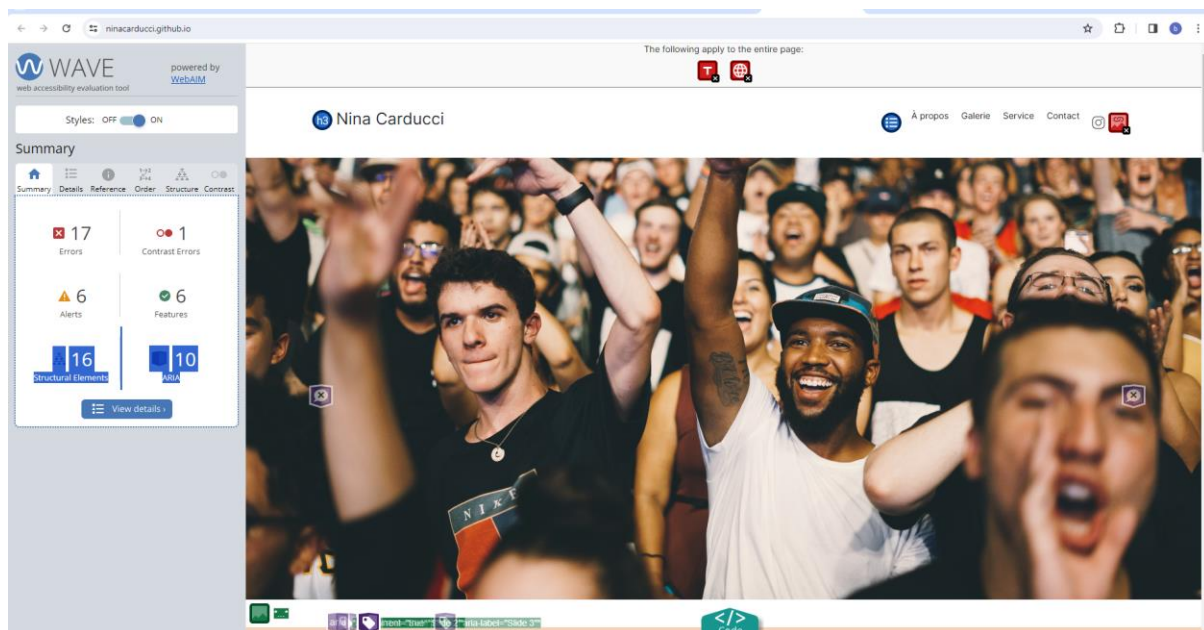 ninacarducci.github.io
WAVE
web accessibility evaluation tool
powered by
WebAIM
Styles: OFF ON
Summary
Summary Details Reference Order Structure Contrast
17
Errors
1
Contrast Errors
6
Alerts
6
Features
16
Structural Elements
10
ARIA
View details ›
The following apply to the entire page:
T
h3 Nina Carducci
À propos Galerie Service Contact
NIKE
aria-label="Slide 3"
</>
Code